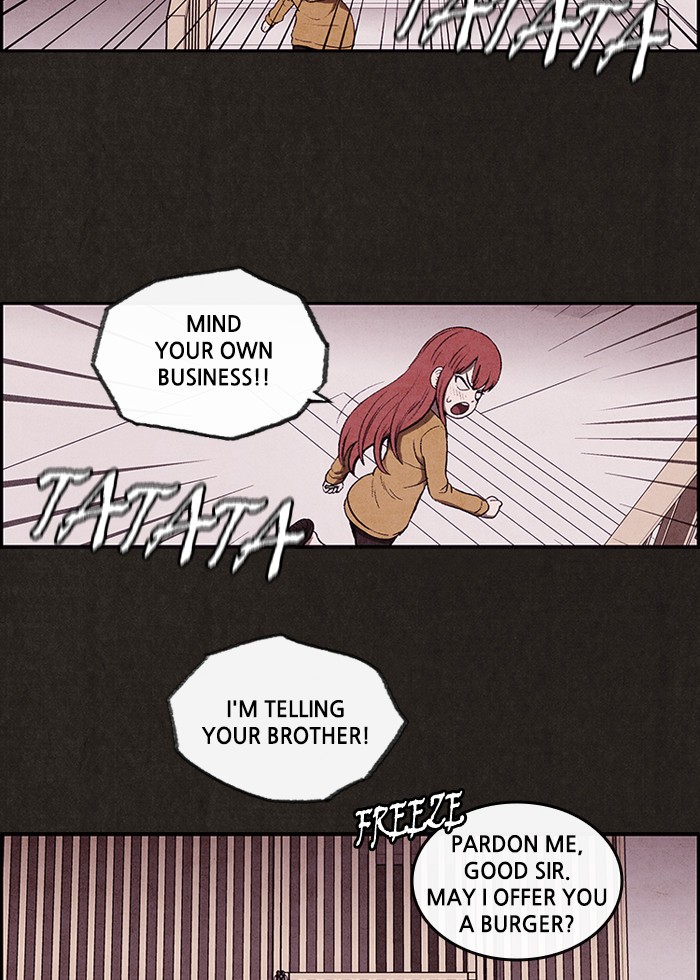 TATATA
MIND
YOUR OWN
BUSINESS!!
TATATA
I'M TELLING
YOUR BROTHER!
FREEZE
PARDON ME,
GOOD SIR.
MAY I OFFER YOU
A BURGER?